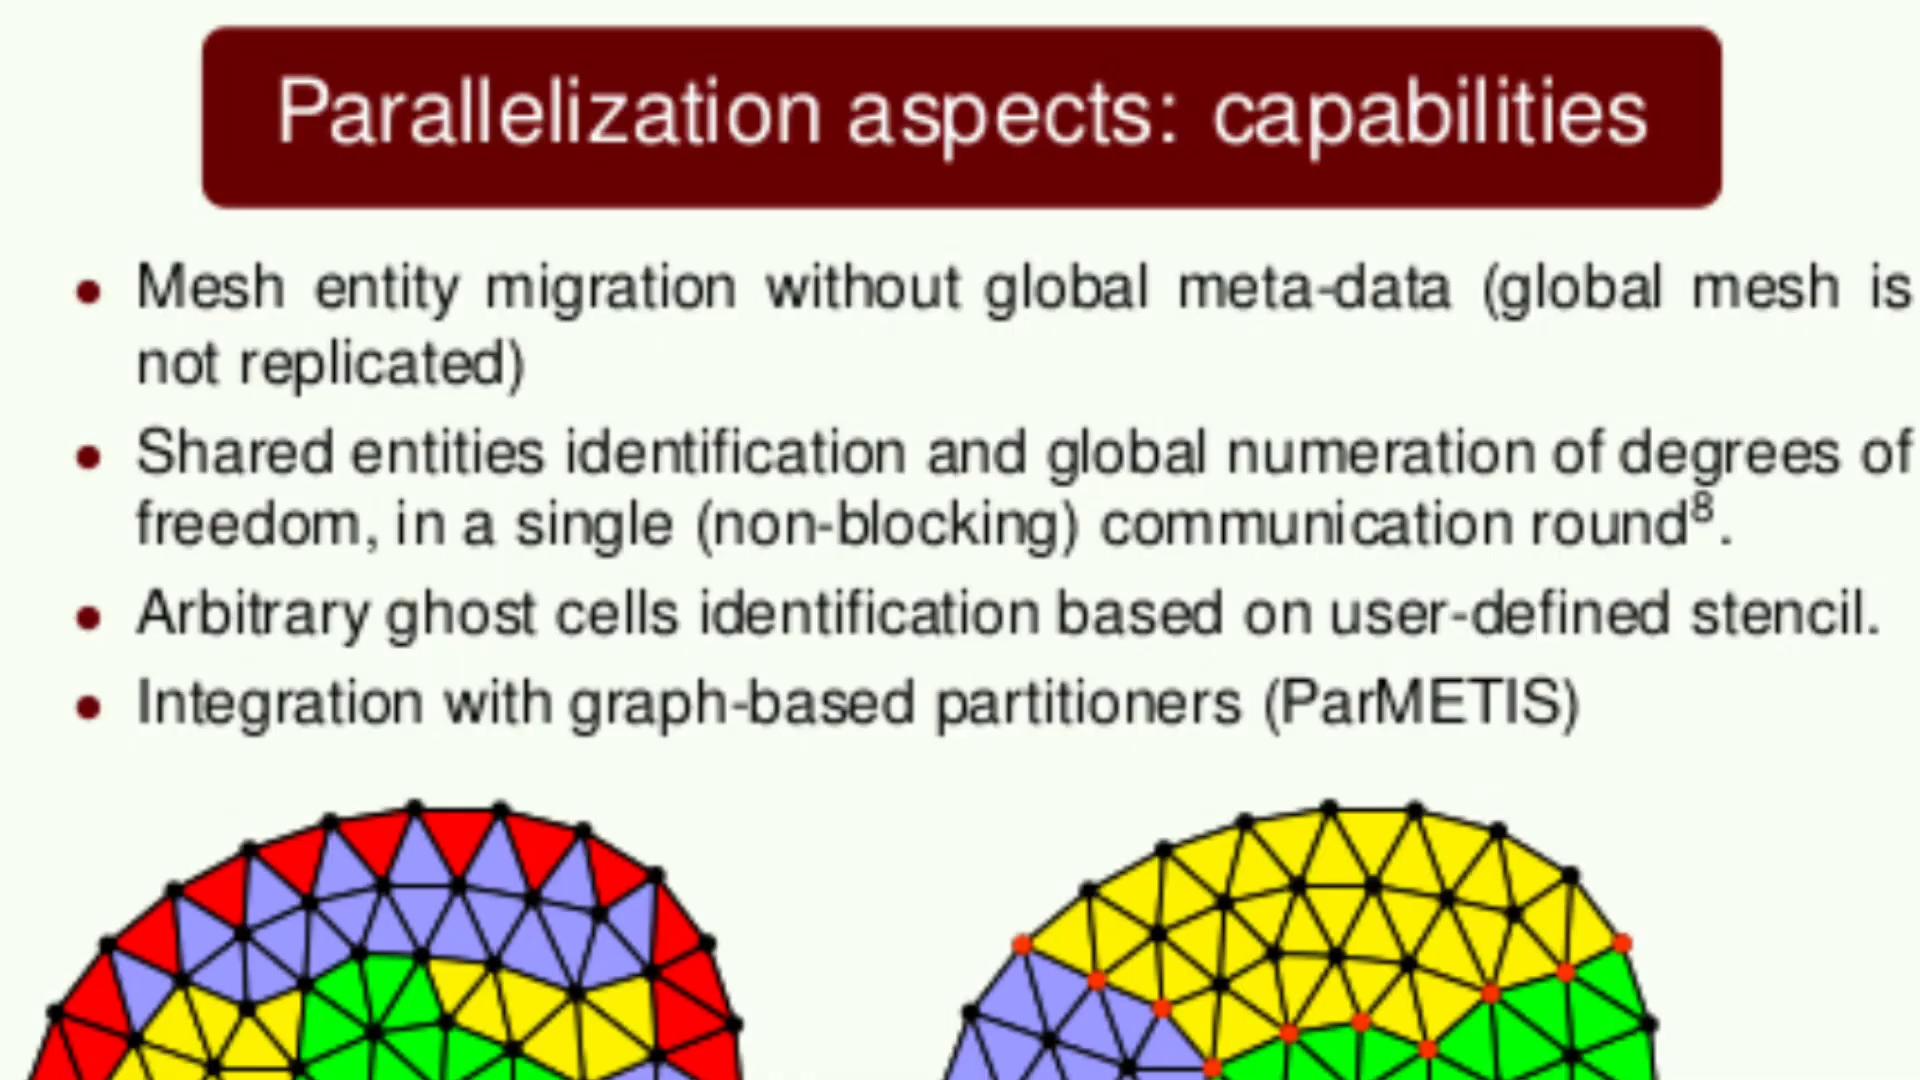 Parallelization aspects: capabilities
• Mesh entity migration without global meta-data (global mesh is
not replicated)
• Shared entities identification and global numeration of degrees of
freedom, in a single (non-blocking) communication round⁸.
• Arbitrary ghost cells identification based on user-defined stencil.
• Integration with graph-based partitioners (ParMETIS)